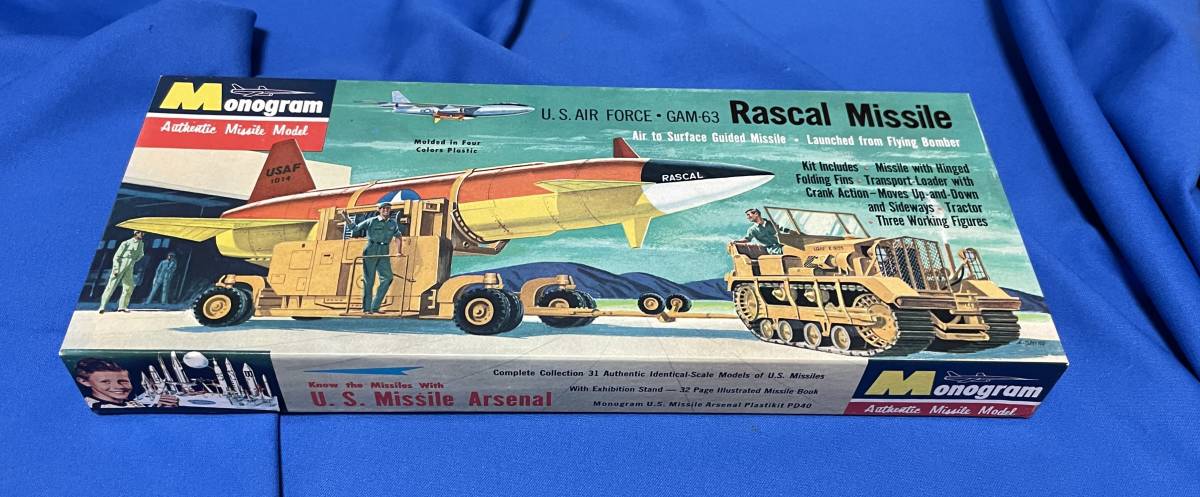 Monogram
Authentic Missile Model
U.S. AIR FORCE • GAM-63 Rascal Missile
Air to Surface Guided Missile • Launched from Flying Bomber
Molded in Four
Colors Plastic
Kit Includes • Missile with Hinged
Folding Fins • Transport-Loader with
Crank Action-Moves Up-and-Down
and Sideways • Tractor
• Three Working Figures
USAF
1014
RASCAL
Know the Missiles With
U. S. Missile Arsenal
Complete Collection 31 Authentic Identical-Scale Models of U.S. Missiles
With Exhibition Stand — 32 Page Illustrated Missile Book
Monogram U.S. Missile Arsenal Plastikit PD40
Monogram
Authentic Missile Model